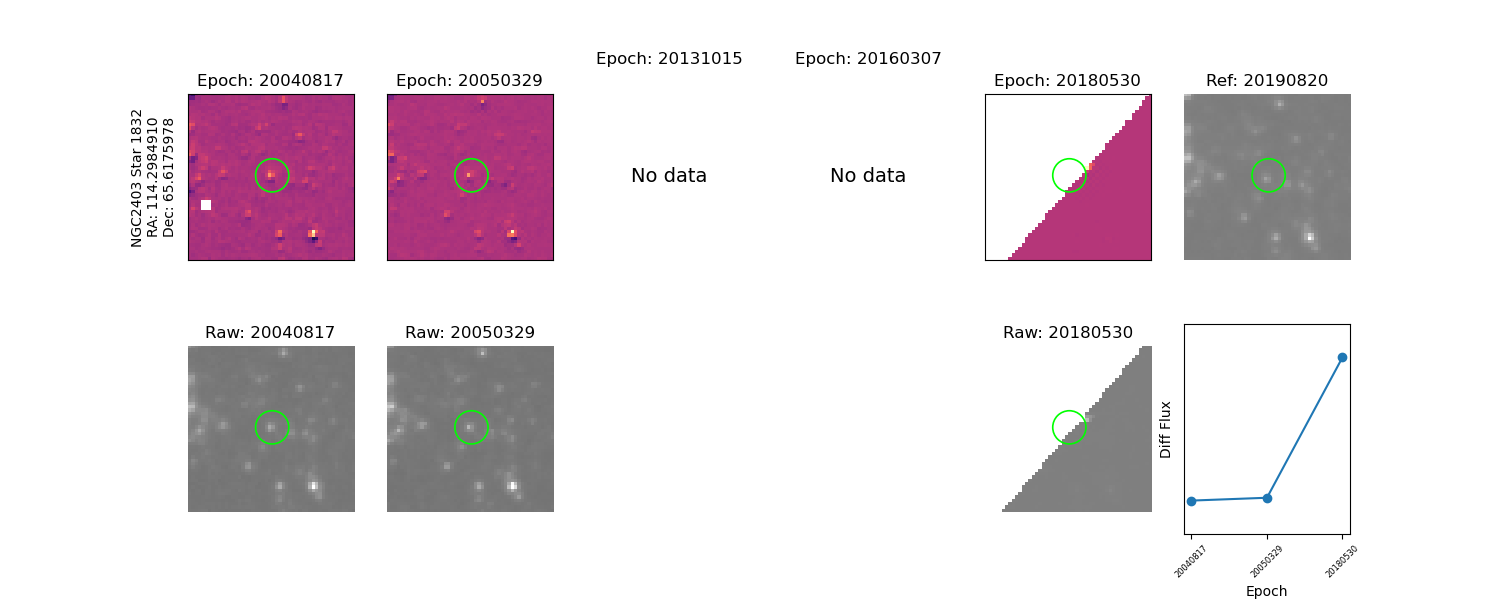 Epoch: 20040817
Epoch: 20050329
Epoch: 20131015
Epoch: 20160307
Epoch: 20180530
Ref: 20190820
NGC2403 Star 1832
RA: 114.2984910
Dec: 65.6175978
No data
No data
Raw: 20040817
Raw: 20050329
Raw: 20180530
Diff Flux
20040817
20050329
20180530
Epoch